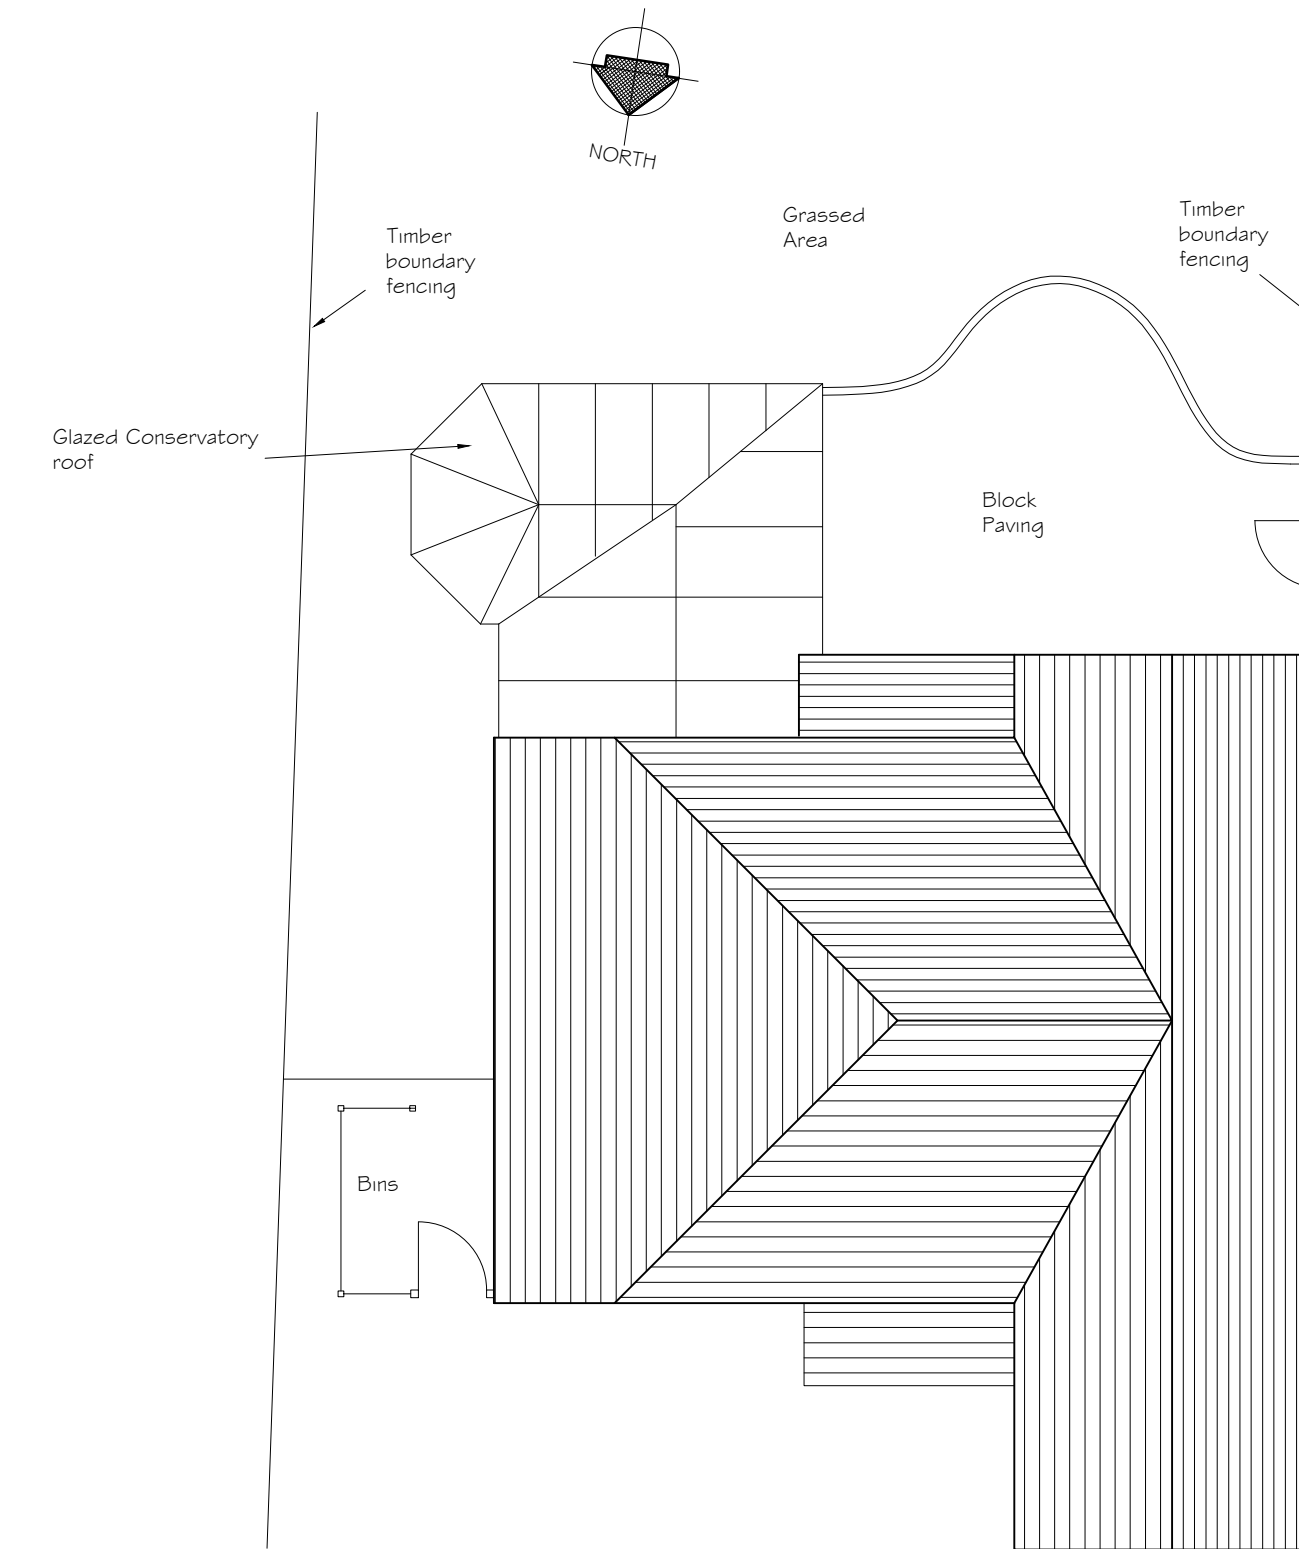 NORTH
Timber
boundary
fencing
Grassed
Area
Timber
boundary
fencing
Glazed Conservatory
roof
Block
Paving
Bins